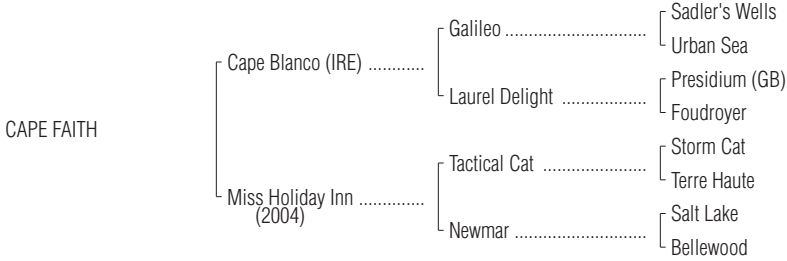 Sadler's Wells
Galileo ................................
Urban Sea
Cape Blanco (IRE) ............
Presidium (GB)
Laurel Delight ...................
Foudroyer
CAPE FAITH
Storm Cat
Tactical Cat .......................
Terre Haute
Miss Holiday Inn ..............
(2004)
Salt Lake
Newmar .............................
Bellewood